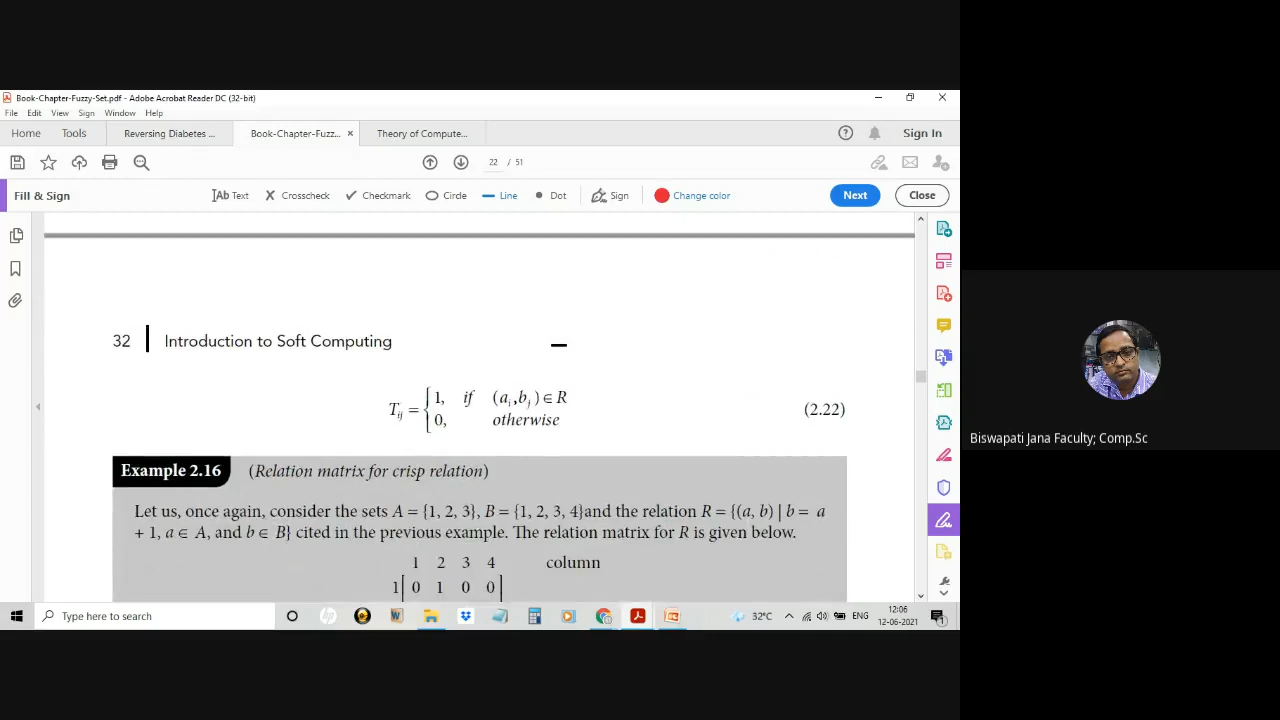 Book-Chapter-Fuzzy-Set.pdf - Adobe Acrobat Reader DC (32-bit)
File Edit View Sign Window Help
Home Tools Reversing Diabetes ... Book-Chapter-Fuzz... × Theory of Compute... Sign In
22 / 51
Fill & Sign Ab Text Crosscheck Checkmark Circle Line Dot Sign Change color Next Close
32 Introduction to Soft Computing
T_ij = { 1, if (a_i, b_j) ∈ R
0, otherwise (2.22)
Example 2.16 (Relation matrix for crisp relation)
Let us, once again, consider the sets A = {1, 2, 3}, B = {1, 2, 3, 4}and the relation R = {(a, b) | b = a
+ 1, a ∈ A, and b ∈ B} cited in the previous example. The relation matrix for R is given below.
1 2 3 4 column
1 0 1 0 0
Biswapati Jana Faculty; Comp.Sc
Type here to search 32°C ENG 12:06
12-06-2021